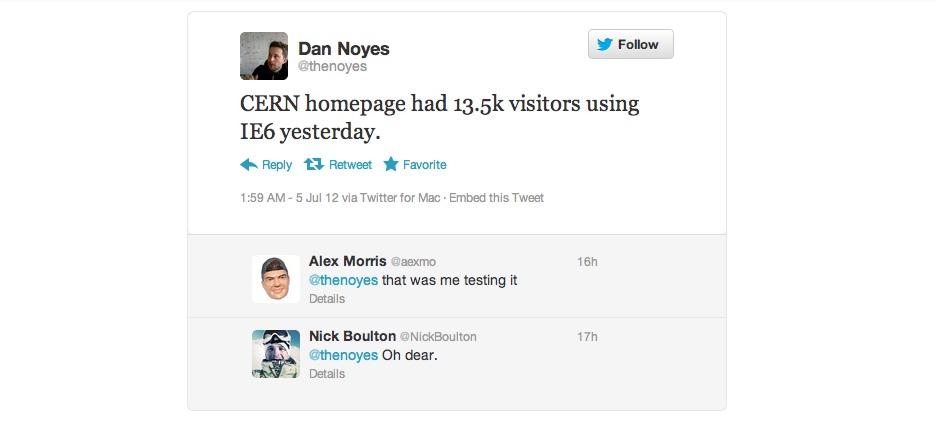 Dan Noyes
@thenoyes
Follow
CERN homepage had 13.5k visitors using
IE6 yesterday.
Reply Retweet Favorite
1:59 AM - 5 Jul 12 via Twitter for Mac · Embed this Tweet
Alex Morris @aexmo 16h
@thenoyes that was me testing it
Details
Nick Boulton @NickBoulton 17h
@thenoyes Oh dear.
Details